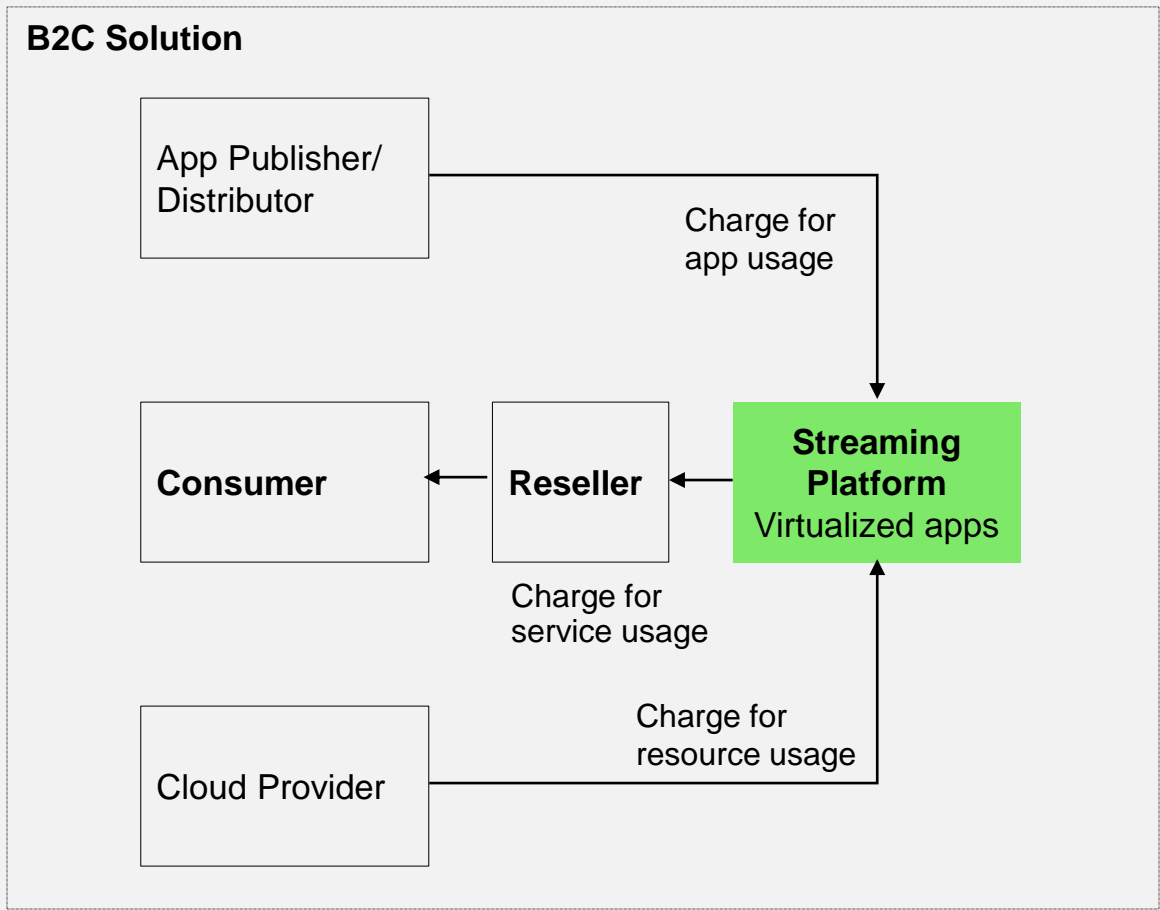 B2C Solution
App Publisher/
Distributor
Charge for
app usage
Consumer
Reseller
Streaming
Platform
Virtualized apps
Charge for
service usage
Charge for
resource usage
Cloud Provider